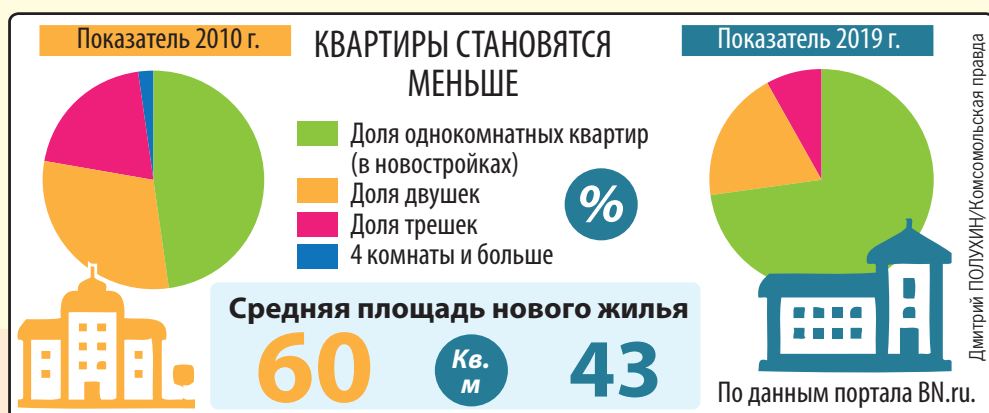 Показатель 2010 г.
КВАРТИРЫ СТАНОВЯТСЯ
МЕНЬШЕ
Показатель 2019 г.
Доля однокомнатных квартир
(в новостройках)
Доля двушек
Доля трешек
4 комнаты и больше
%
Средняя площадь нового жилья
60
Кв.
м
43
По данным портала BN.ru.
Дмитрий ПОЛУХИН/Комсомольская правда